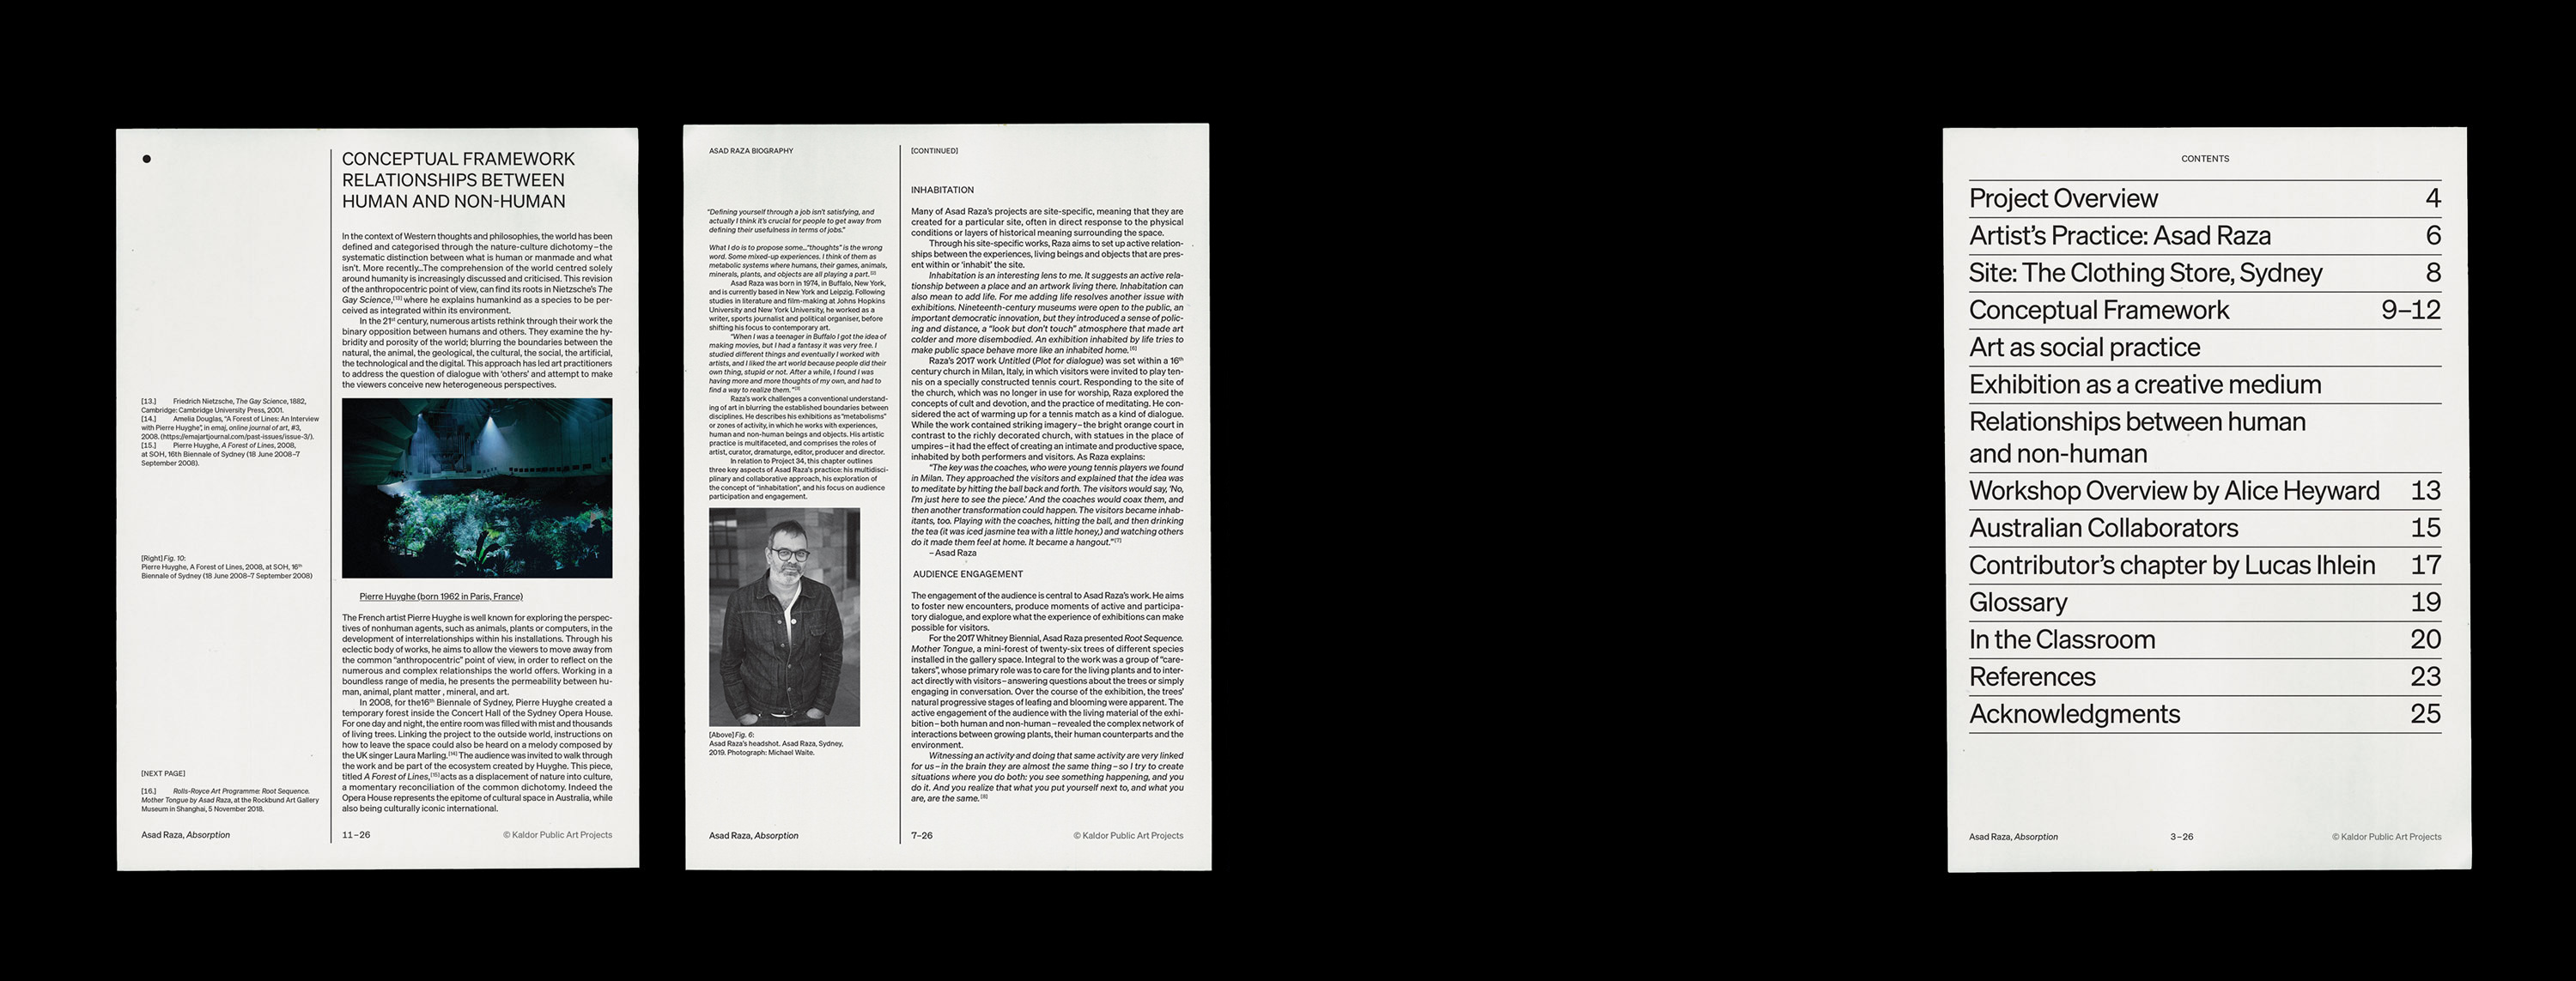 CONCEPTUAL FRAMEWORK
RELATIONSHIPS BETWEEN
HUMAN AND NON-HUMAN
In the context of Western thoughts and philosophies, the world has been
defined and categorised through the nature-culture dichotomy – the
systematic distinction between what is human or manmade and what
isn't. More recently...The comprehension of the world centred solely
around humanity is increasingly discussed and criticised. This revision
of the anthropocentric point of view, can find its roots in Nietzsche's The
Gay Science,[13] where he explains humankind as a species to be per-
ceived as integrated within its environment.
In the 21st century, numerous artists rethink through their work the
binary opposition between humans and others. They examine the hy-
bridity and porosity of the world; blurring the boundaries between the
natural, the animal, the geological, the cultural, the social, the artificial,
the technological and the digital. This approach has led art practitioners
to address the question of dialogue with 'others' and attempt to make
the viewers conceive new heterogeneous perspectives.
[13.] Friedrich Nietzsche, The Gay Science, 1882,
Cambridge: Cambridge University Press, 2001.
[14.] Amelia Douglas, "A Forest of Lines: An Interview
with Pierre Huyghe", in emaj, online journal of art, #3,
2008. (https://emajartjournal.com/past-issues/issue-3/).
[15.] Pierre Huyghe, A Forest of Lines, 2008,
at SOH, 16th Biennale of Sydney (18 June 2008–7
September 2008).
[Right] Fig. 10:
Pierre Huyghe, A Forest of Lines, 2008, at SOH, 16th
Biennale of Sydney (18 June 2008–7 September 2008)
Pierre Huyghe (born 1962 in Paris, France)
The French artist Pierre Huyghe is well known for exploring the perspec-
tives of nonhuman agents, such as animals, plants or computers, in the
development of interrelationships within his installations. Through his
eclectic body of works, he aims to allow the viewers to move away from
the common "anthropocentric" point of view, in order to reflect on the
numerous and complex relationships the world offers. Working in a
boundless range of media, he presents the permeability between hu-
man, animal, plant matter , mineral, and art.
In 2008, for the16th Biennale of Sydney, Pierre Huyghe created a
temporary forest inside the Concert Hall of the Sydney Opera House.
For one day and night, the entire room was filled with mist and thousands
of living trees. Linking the project to the outside world, instructions on
how to leave the space could also be heard on a melody composed by
the UK singer Laura Marling.[14] The audience was invited to walk through
the work and be part of the ecosystem created by Huyghe. This piece,
titled A Forest of Lines,[15] acts as a displacement of nature into culture,
a momentary reconciliation of the common dichotomy. Indeed the
Opera House represents the epitome of cultural space in Australia, while
also being culturally iconic international.
[NEXT PAGE]
[16.] Rolls-Royce Art Programme: Root Sequence.
Mother Tongue by Asad Raza, at the Rockbund Art Gallery
Museum in Shanghai, 5 November 2018.
Asad Raza, Absorption
11–26
© Kaldor Public Art Projects
ASAD RAZA BIOGRAPHY
"Defining yourself through a job isn't satisfying, and
actually I think it's crucial for people to get away from
defining their usefulness in terms of jobs."
What I do is to propose some..."thoughts" is the wrong
word. Some mixed-up experiences. I think of them as
metabolic systems where humans, their games, animals,
minerals, plants, and objects are all playing a part.[2]
Asad Raza was born in 1974, in Buffalo, New York,
and is currently based in New York and Leipzig. Following
studies in literature and film-making at Johns Hopkins
University and New York University, he worked as a
writer, sports journalist and political organiser, before
shifting his focus to contemporary art.
"When I was a teenager in Buffalo I got the idea of
making movies, but I had a fantasy it was very free. I
studied different things and eventually I worked with
artists, and I liked the art world because people did their
own thing, stupid or not. After a while, I found I was
having more and more thoughts of my own, and had to
find a way to realize them."[3]
Raza's work challenges a conventional understand-
ing of art in blurring the established boundaries between
disciplines. He describes his exhibitions as "metabolisms"
or zones of activity, in which he works with experiences,
human and non-human beings and objects. His artistic
practice is multifaceted, and comprises the roles of
artist, curator, dramaturge, editor, producer and director.
In relation to Project 34, this chapter outlines
three key aspects of Asad Raza's practice: his multidisci-
plinary and collaborative approach, his exploration of
the concept of "inhabitation", and his focus on audience
participation and engagement.
[Above] Fig. 6:
Asad Raza's headshot. Asad Raza, Sydney,
2019. Photograph: Michael Waite.
[CONTINUED]
INHABITATION
Many of Asad Raza's projects are site-specific, meaning that they are
created for a particular site, often in direct response to the physical
conditions or layers of historical meaning surrounding the space.
Through his site-specific works, Raza aims to set up active relation-
ships between the experiences, living beings and objects that are pres-
ent within or 'inhabit' the site.
Inhabitation is an interesting lens to me. It suggests an active rela-
tionship between a place and an artwork living there. Inhabitation can
also mean to add life. For me adding life resolves another issue with
exhibitions. Nineteenth-century museums were open to the public, an
important democratic innovation, but they introduced a sense of polic-
ing and distance, a "look but don't touch" atmosphere that made art
colder and more disembodied. An exhibition inhabited by life tries to
make public space behave more like an inhabited home.[6]
Raza's 2017 work Untitled (Plot for dialogue) was set within a 16th
century church in Milan, Italy, in which visitors were invited to play ten-
nis on a specially constructed tennis court. Responding to the site of
the church, which was no longer in use for worship, Raza explored the
concepts of cult and devotion, and the practice of meditating. He con-
sidered the act of warming up for a tennis match as a kind of dialogue.
While the work contained striking imagery – the bright orange court in
contrast to the richly decorated church, with statues in the place of
umpires – it had the effect of creating an intimate and productive space,
inhabited by both performers and visitors. As Raza explains:
"The key was the coaches, who were young tennis players we found
in Milan. They approached the visitors and explained that the idea was
to meditate by hitting the ball back and forth. The visitors would say, 'No,
I'm just here to see the piece.' And the coaches would coax them, and
then another transformation could happen. The visitors became inhab-
itants, too. Playing with the coaches, hitting the ball, and then drinking
the tea (it was iced jasmine tea with a little honey,) and watching others
do it made them feel at home. It became a hangout."[7]
– Asad Raza
AUDIENCE ENGAGEMENT
The engagement of the audience is central to Asad Raza's work. He aims
to foster new encounters, produce moments of active and participa-
tory dialogue, and explore what the experience of exhibitions can make
possible for visitors.
For the 2017 Whitney Biennial, Asad Raza presented Root Sequence.
Mother Tongue, a mini-forest of twenty-six trees of different species
installed in the gallery space. Integral to the work was a group of "care-
takers", whose primary role was to care for the living plants and to inter-
act directly with visitors – answering questions about the trees or simply
engaging in conversation. Over the course of the exhibition, the trees'
natural progressive stages of leafing and blooming were apparent. The
active engagement of the audience with the living material of the exhi-
bition – both human and non-human – revealed the complex network of
interactions between growing plants, their human counterparts and the
environment.
Witnessing an activity and doing that same activity are very linked
for us – in the brain they are almost the same thing – so I try to create
situations where you do both: you see something happening, and you
do it. And you realize that what you put yourself next to, and what you
are, are the same.[8]
Asad Raza, Absorption
7–26
© Kaldor Public Art Projects
CONTENTS
Project Overview 4
Artist's Practice: Asad Raza 6
Site: The Clothing Store, Sydney 8
Conceptual Framework 9–12
Art as social practice
Exhibition as a creative medium
Relationships between human
and non-human
Workshop Overview by Alice Heyward 13
Australian Collaborators 15
Contributor's chapter by Lucas Ihlein 17
Glossary 19
In the Classroom 20
References 23
Acknowledgments 25
Asad Raza, Absorption
3–26
© Kaldor Public Art Projects